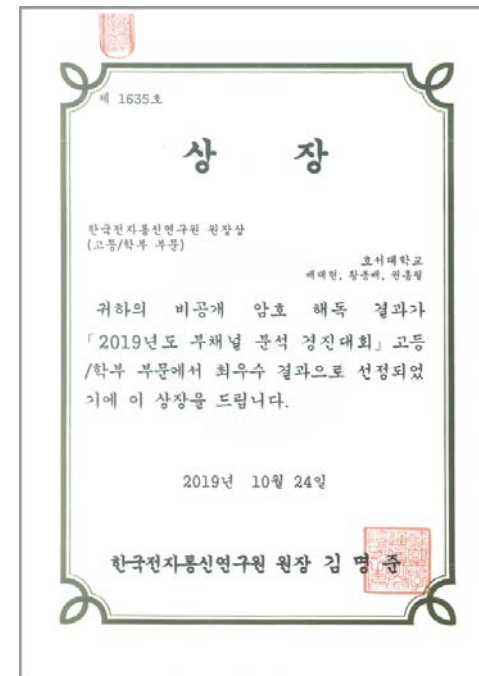 제 1635호
상 장
한국전자통신연구원 원장상
(고등/학부 부문)
호서대학교
배대현, 황종배, 권홍필
귀하의 비공개 암호 해독 결과가
「2019년도 부채널 분석 경진대회」 고등
/학부 부문에서 최우수 결과으로 선정되었
기에 이 상장을 드립니다.
2019년 10월 24일
한국전자통신연구원 원장 김 명 준